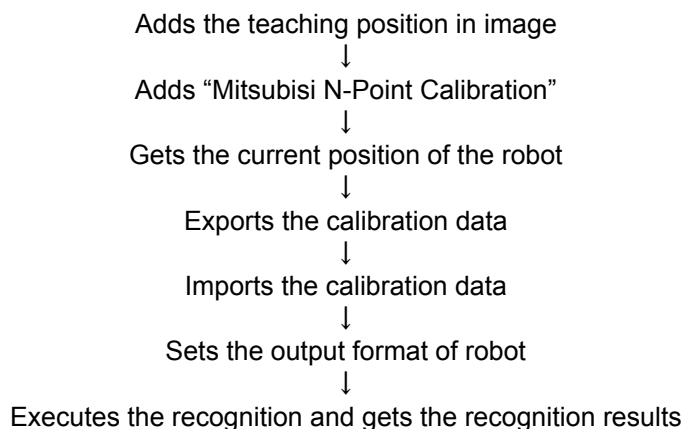 Adds the teaching position in image
↓
Adds “Mitsubisi N-Point Calibration”
↓
Gets the current position of the robot
↓
Exports the calibration data
↓
Imports the calibration data
↓
Sets the output format of robot
↓
Executes the recognition and gets the recognition results